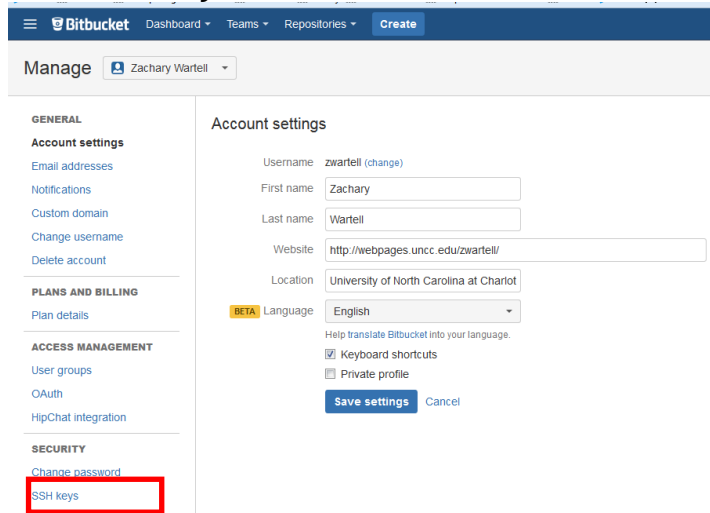 Bitbucket Dashboard Teams Repositories Create
Manage Zachary Wartell
GENERAL
Account settings
Email addresses
Notifications
Custom domain
Change username
Delete account
PLANS AND BILLING
Plan details
ACCESS MANAGEMENT
User groups
OAuth
HipChat integration
SECURITY
Change password
SSH keys
Account settings
Username zwartell (change)
First name Zachary
Last name Wartell
Website http://webpages.uncc.edu/zwartell/
Location University of North Carolina at Charlot
BETA Language English
Help translate Bitbucket into your language.
Keyboard shortcuts
Private profile
Save settings Cancel